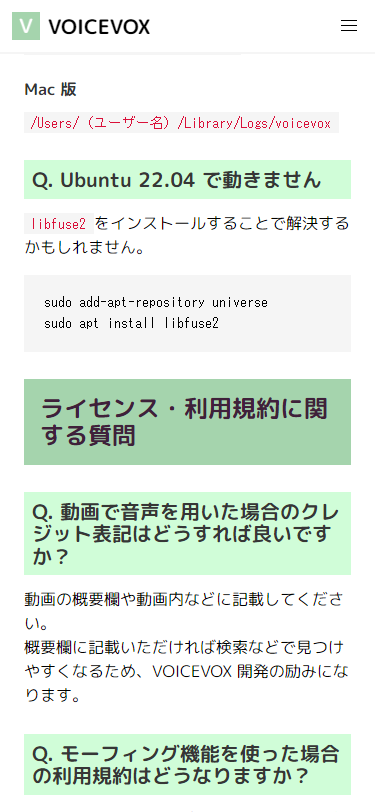 V VOICEVOX
Mac 版
/Users/（ユーザー名）/Library/Logs/voicevox
Q. Ubuntu 22.04 で動きません
libfuse2をインストールすることで解決する
かもしれません。
sudo add-apt-repository universe
sudo apt install libfuse2
ライセンス・利用規約に関
する質問
Q. 動画で音声を用いた場合のクレ
ジット表記はどうすれば良いです
か？
動画の概要欄や動画内などに記載してくださ
い。
概要欄に記載いただければ検索などで見つけ
やすくなるため、VOICEVOX 開発の励みにな
ります。
Q. モーフィング機能を使った場合
の利用規約はどうなりますか？